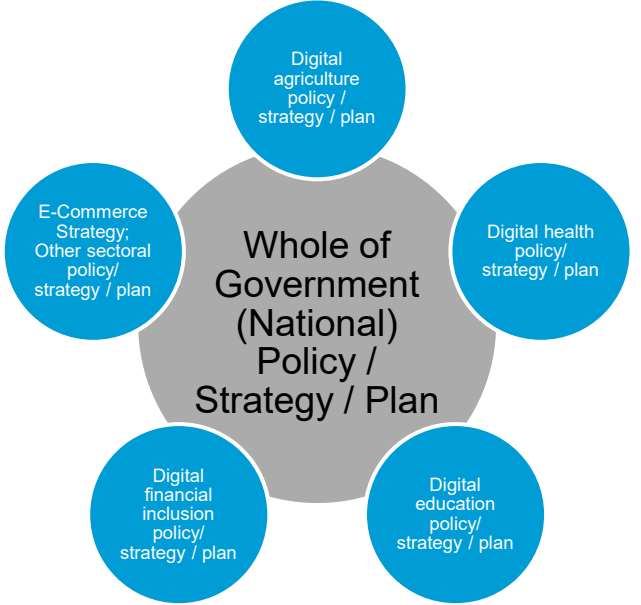 Digital
agriculture
policy /
strategy / plan
E-Commerce
Strategy;
Other sectoral
policy/
strategy / plan
Whole of
Government
(National)
Policy /
Strategy / Plan
Digital health
policy/
strategy / plan
Digital
financial
inclusion
policy/
strategy / plan
Digital
education
policy/
strategy / plan